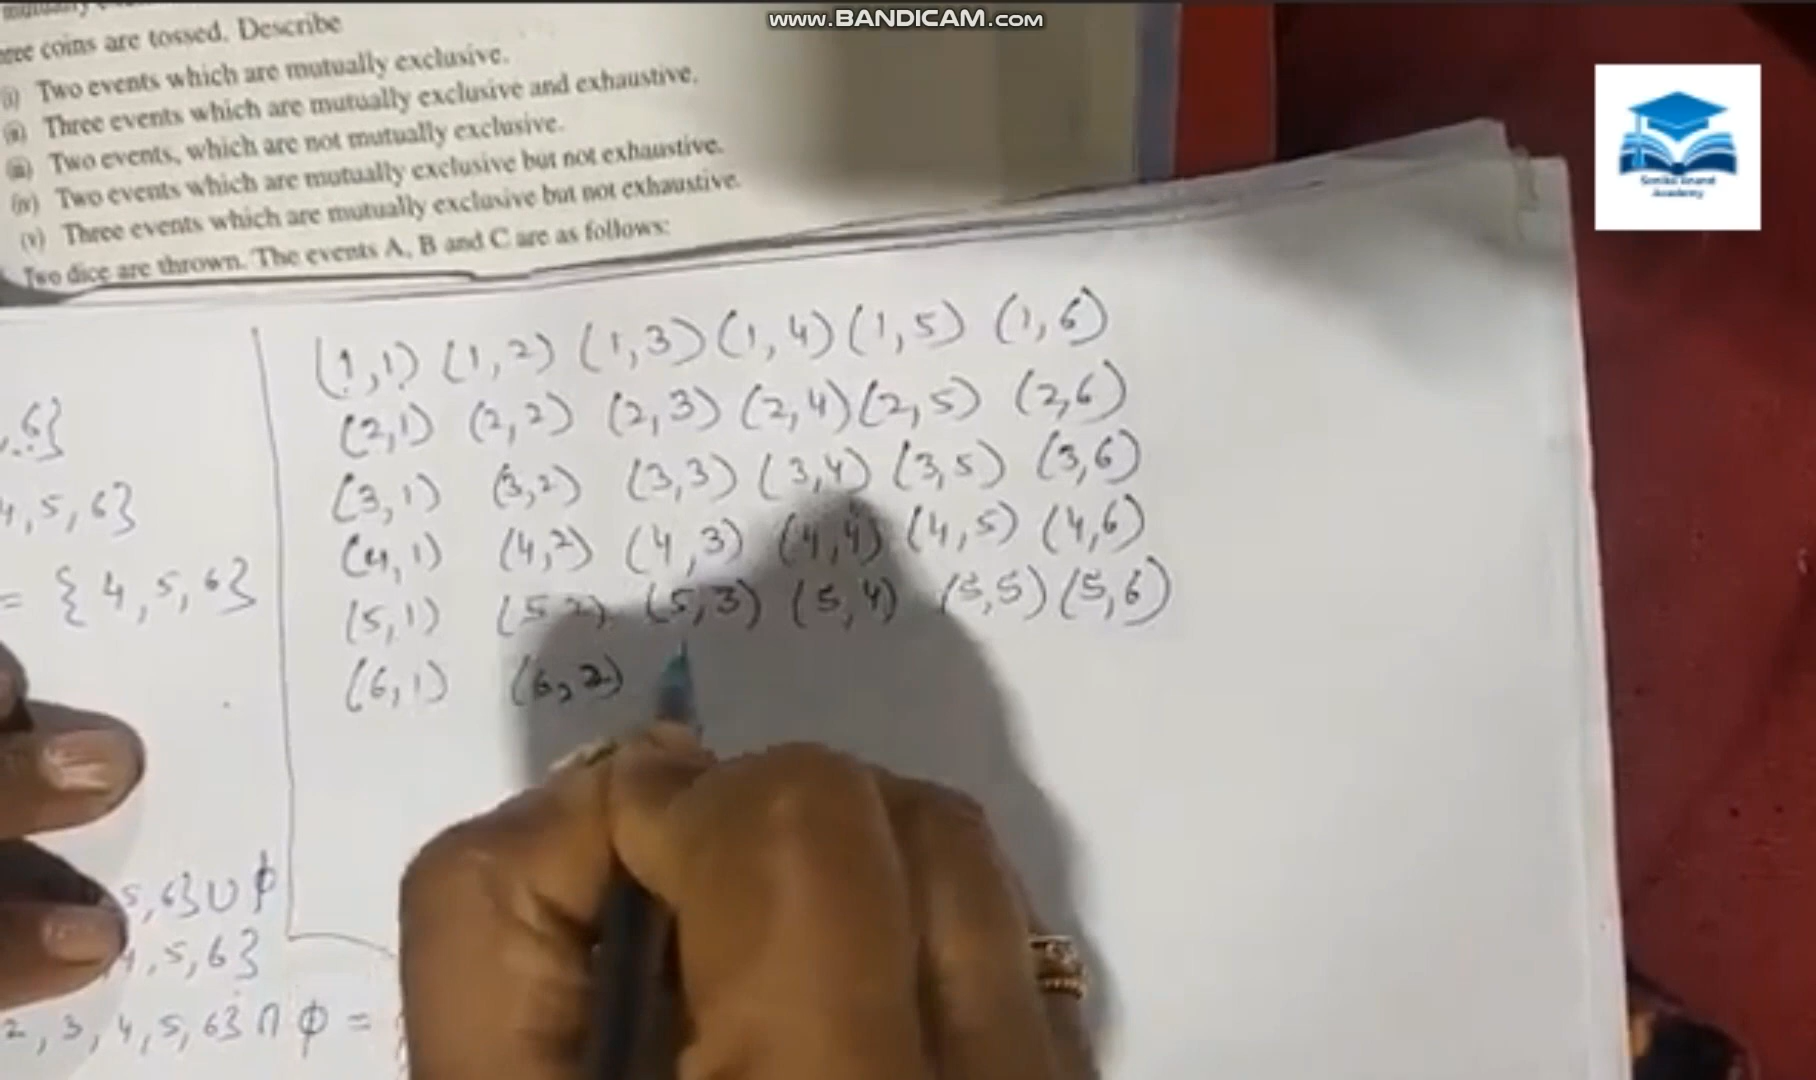 www.BANDICAM.com
coins are tossed. Describe
(i) Two events which are mutually exclusive.
(ii) Three events which are mutually exclusive and exhaustive.
(iii) Two events, which are not mutually exclusive.
(iv) Two events which are mutually exclusive but not exhaustive.
(v) Three events which are mutually exclusive but not exhaustive.
Two dice are thrown. The events A, B and C are as follows:
Academy
, 6}
4, 5, 6}
= {4, 5, 6}
5, 6} ∪ ϕ
4, 5, 6}
2, 3, 4, 5, 6} ∩ ϕ =
(1,1) (1,2) (1,3) (1,4) (1,5) (1,6)
(2,1) (2,2) (2,3) (2,4) (2,5) (2,6)
(3,1) (3,2) (3,3) (3,4) (3,5) (3,6)
(4,1) (4,2) (4,3) (4,4) (4,5) (4,6)
(5,1) (5,2) (5,3) (5,4) (5,5) (5,6)
(6,1) (6,2)